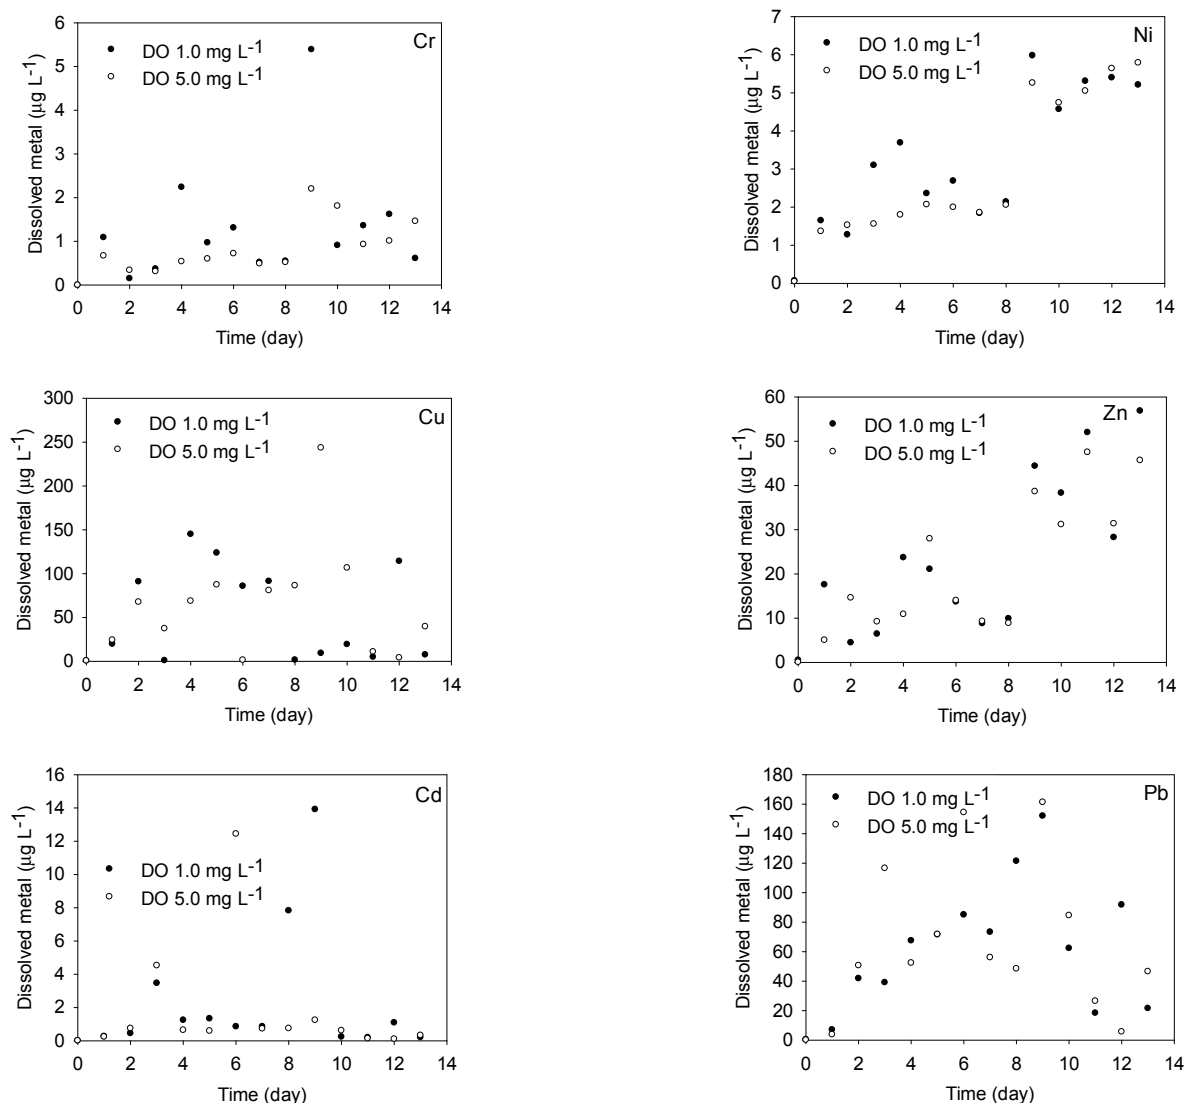 Cr
DO 1.0 mg L-1
DO 5.0 mg L-1
Dissolved metal (μg L-1)
6
5
4
3
2
1
0
0 2 4 6 8 10 12 14
Time (day)
Ni
DO 1.0 mg L-1
DO 5.0 mg L-1
Dissolved metal (μg L-1)
7
6
5
4
3
2
1
0
0 2 4 6 8 10 12 14
Time (day)
Cu
DO 1.0 mg L-1
DO 5.0 mg L-1
Dissolved metal (μg L-1)
300
250
200
150
100
50
0
0 2 4 6 8 10 12 14
Time (day)
Zn
DO 1.0 mg L-1
DO 5.0 mg L-1
Dissolved metal (μg L-1)
60
50
40
30
20
10
0
0 2 4 6 8 10 12 14
Time (day)
Cd
DO 1.0 mg L-1
DO 5.0 mg L-1
Dissolved metal (μg L-1)
16
14
12
10
8
6
4
2
0
0 2 4 6 8 10 12 14
Time (day)
Pb
DO 1.0 mg L-1
DO 5.0 mg L-1
Dissolved metal (μg L-1)
180
160
140
120
100
80
60
40
20
0
0 2 4 6 8 10 12 14
Time (day)